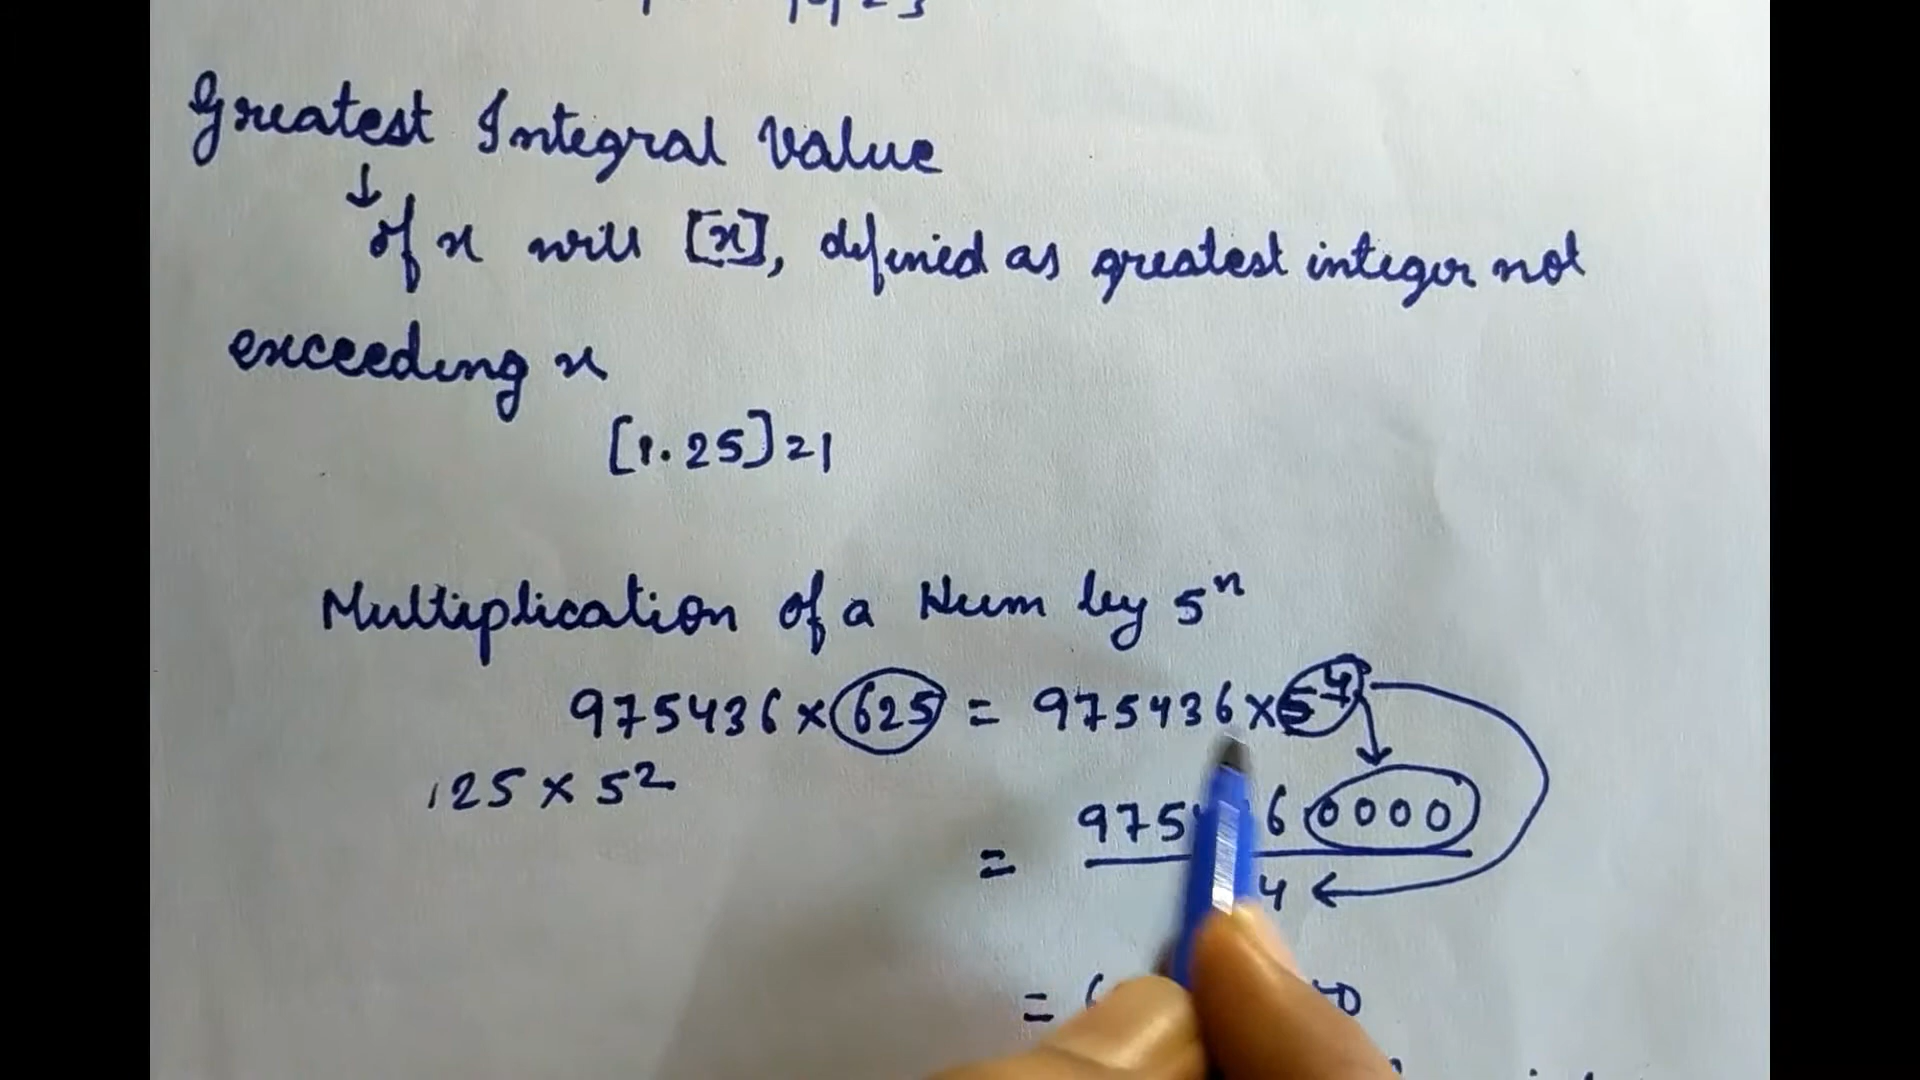 Greatest Integral Value
↓
of x will [x], defined as greatest integer not
exceeding x
[1.25]=1
Multiplication of a Num by 5ⁿ
975436 × 625 = 975436 × 5⁴
125 × 5²
= 975 6 0000
4
=